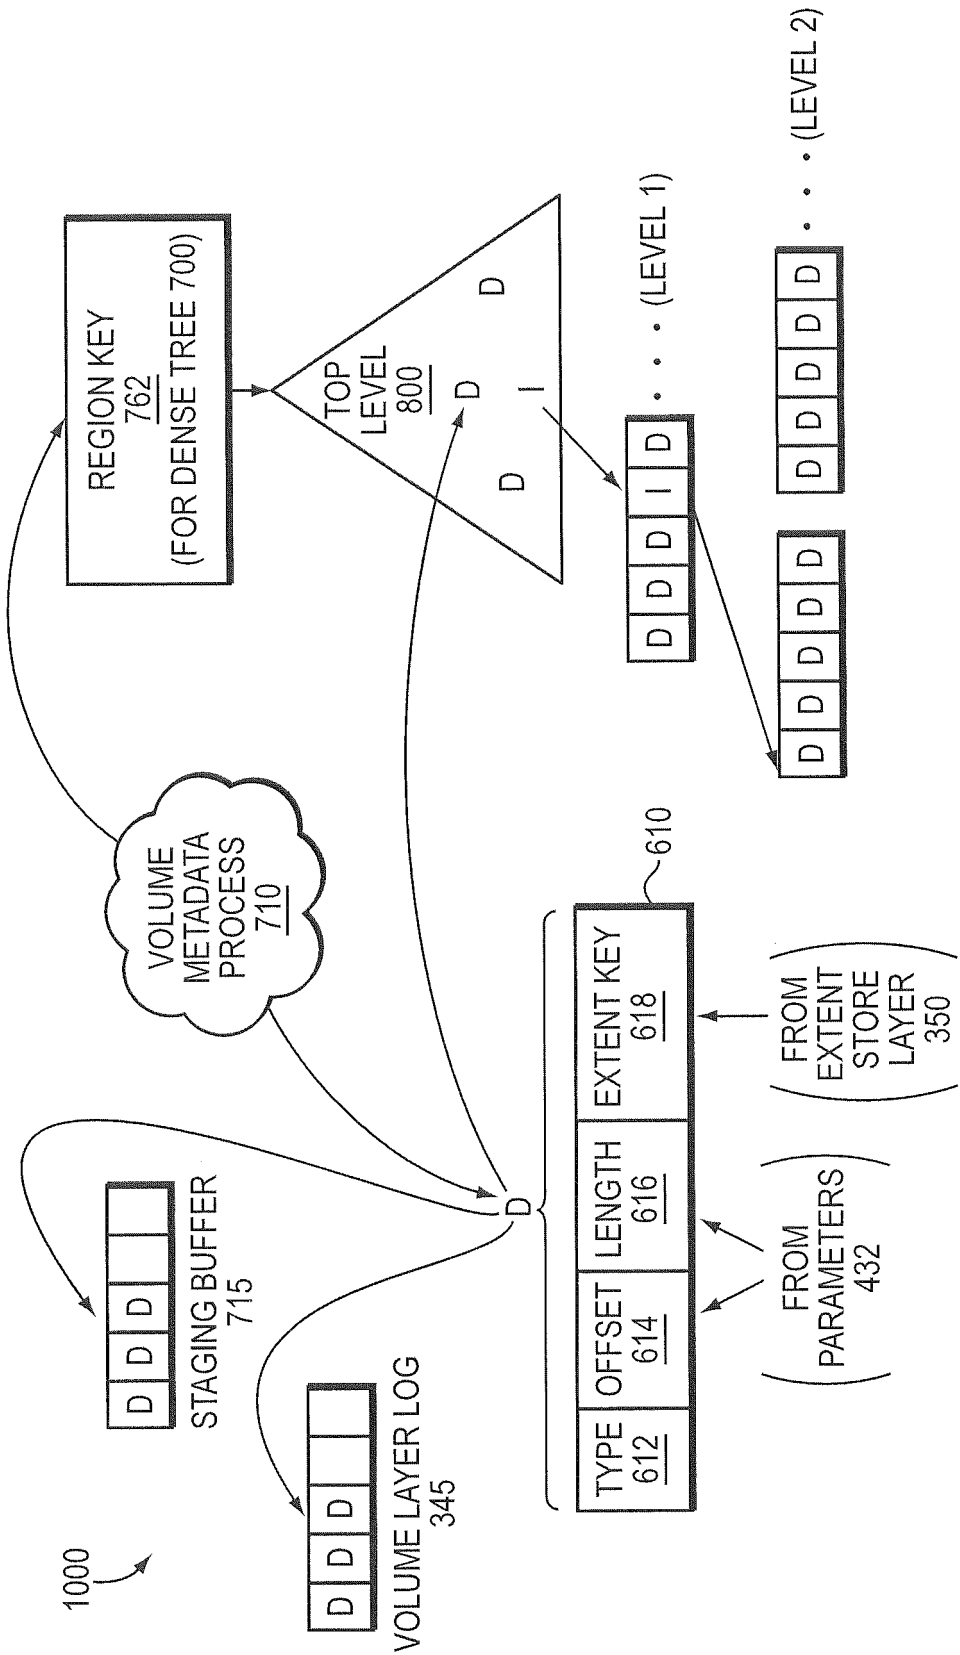 1000
D D D
STAGING BUFFER
715
D D D
VOLUME LAYER LOG
345
VOLUME
METADATA
PROCESS
710
REGION KEY
762
(FOR DENSE TREE 700)
TOP
LEVEL
800
D
D
D
I
D D D I D
• • • (LEVEL 1)
D D D D D
D D D D D
• • • (LEVEL 2)
D
610
TYPE
612
OFFSET
614
LENGTH
616
EXTENT KEY
618
FROM
PARAMETERS
432
FROM
EXTENT
STORE
LAYER
350